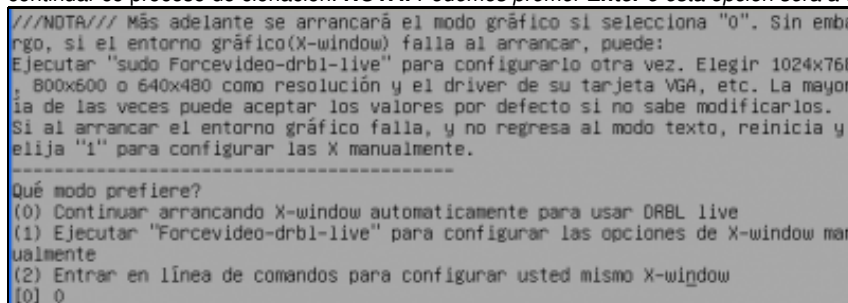 ///NOTA/// Más adelante se arrancará el modo gráfico si selecciona "0". Sin emba
rgo, si el entorno gráfico(X-window) falla al arrancar, puede:
Ejecutar "sudo Forcevideo-drbl-live" para configurarlo otra vez. Elegir 1024x768
, 800x600 o 640x480 como resolución y el driver de su tarjeta VGA, etc. La mayor
ía de las veces puede aceptar los valores por defecto si no sabe modificarlos.
Si al arrancar el entorno gráfico falla, y no regresa al modo texto, reinicia y
elija "1" para configurar las X manualmente.
--------------------------------------------
Qué modo prefiere?
(0) Continuar arrancando X-window automaticamente para usar DRBL live
(1) Ejecutar "Forcevideo-drbl-live" para configurar las opciones de X-window man
ualmente
(2) Entrar en línea de comandos para configurar usted mismo X-window
[0] 0